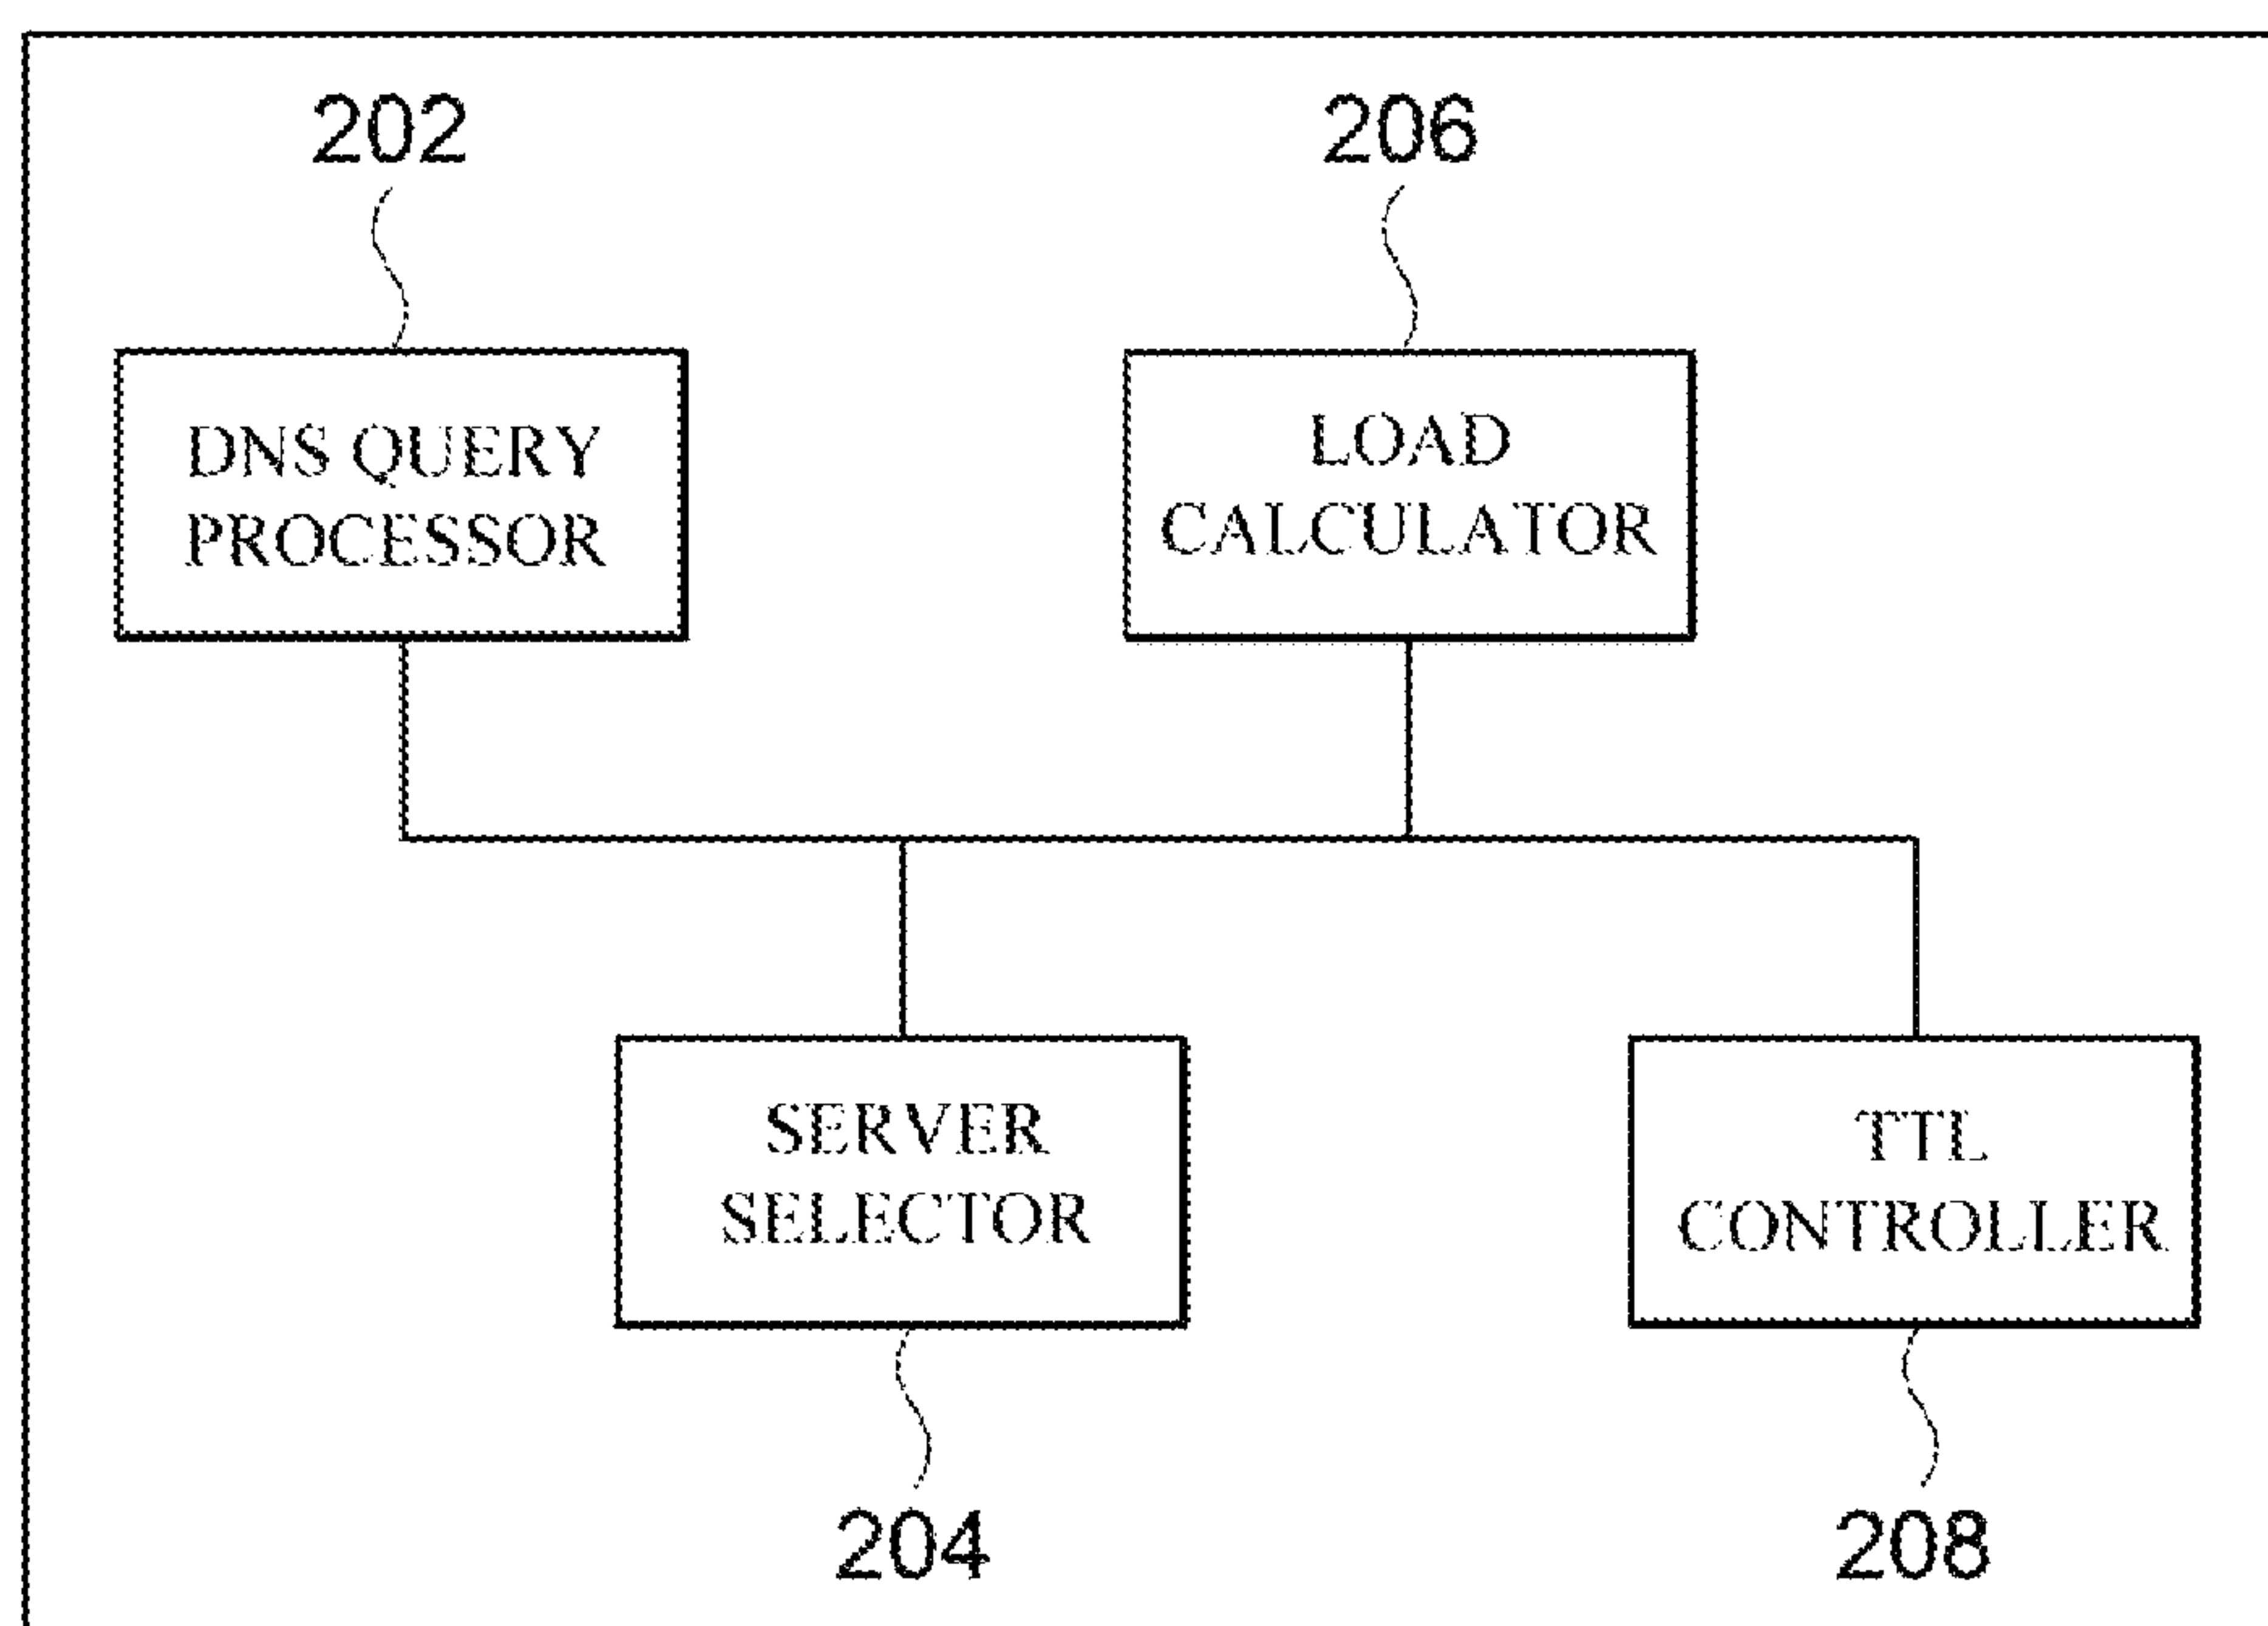 202
206
DNS QUERY
PROCESSOR
LOAD
CALCULATOR
SERVER
SELECTOR
TTL
CONTROLLER
204
208